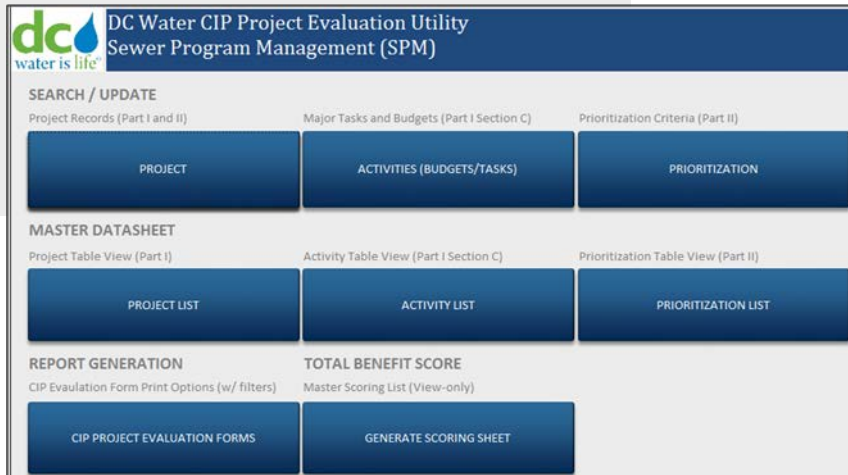 dc
water is life
DC Water CIP Project Evaluation Utility
Sewer Program Management (SPM)
SEARCH / UPDATE
Project Records (Part I and II)
Major Tasks and Budgets (Part I Section C)
Prioritization Criteria (Part II)
PROJECT
ACTIVITIES (BUDGETS/TASKS)
PRIORITIZATION
MASTER DATASHEET
Project Table View (Part I)
Activity Table View (Part I Section C)
Prioritization Table View (Part II)
PROJECT LIST
ACTIVITY LIST
PRIORITIZATION LIST
REPORT GENERATION
TOTAL BENEFIT SCORE
CIP Evaulation Form Print Options (w/ filters)
Master Scoring List (View-only)
CIP PROJECT EVALUATION FORMS
GENERATE SCORING SHEET